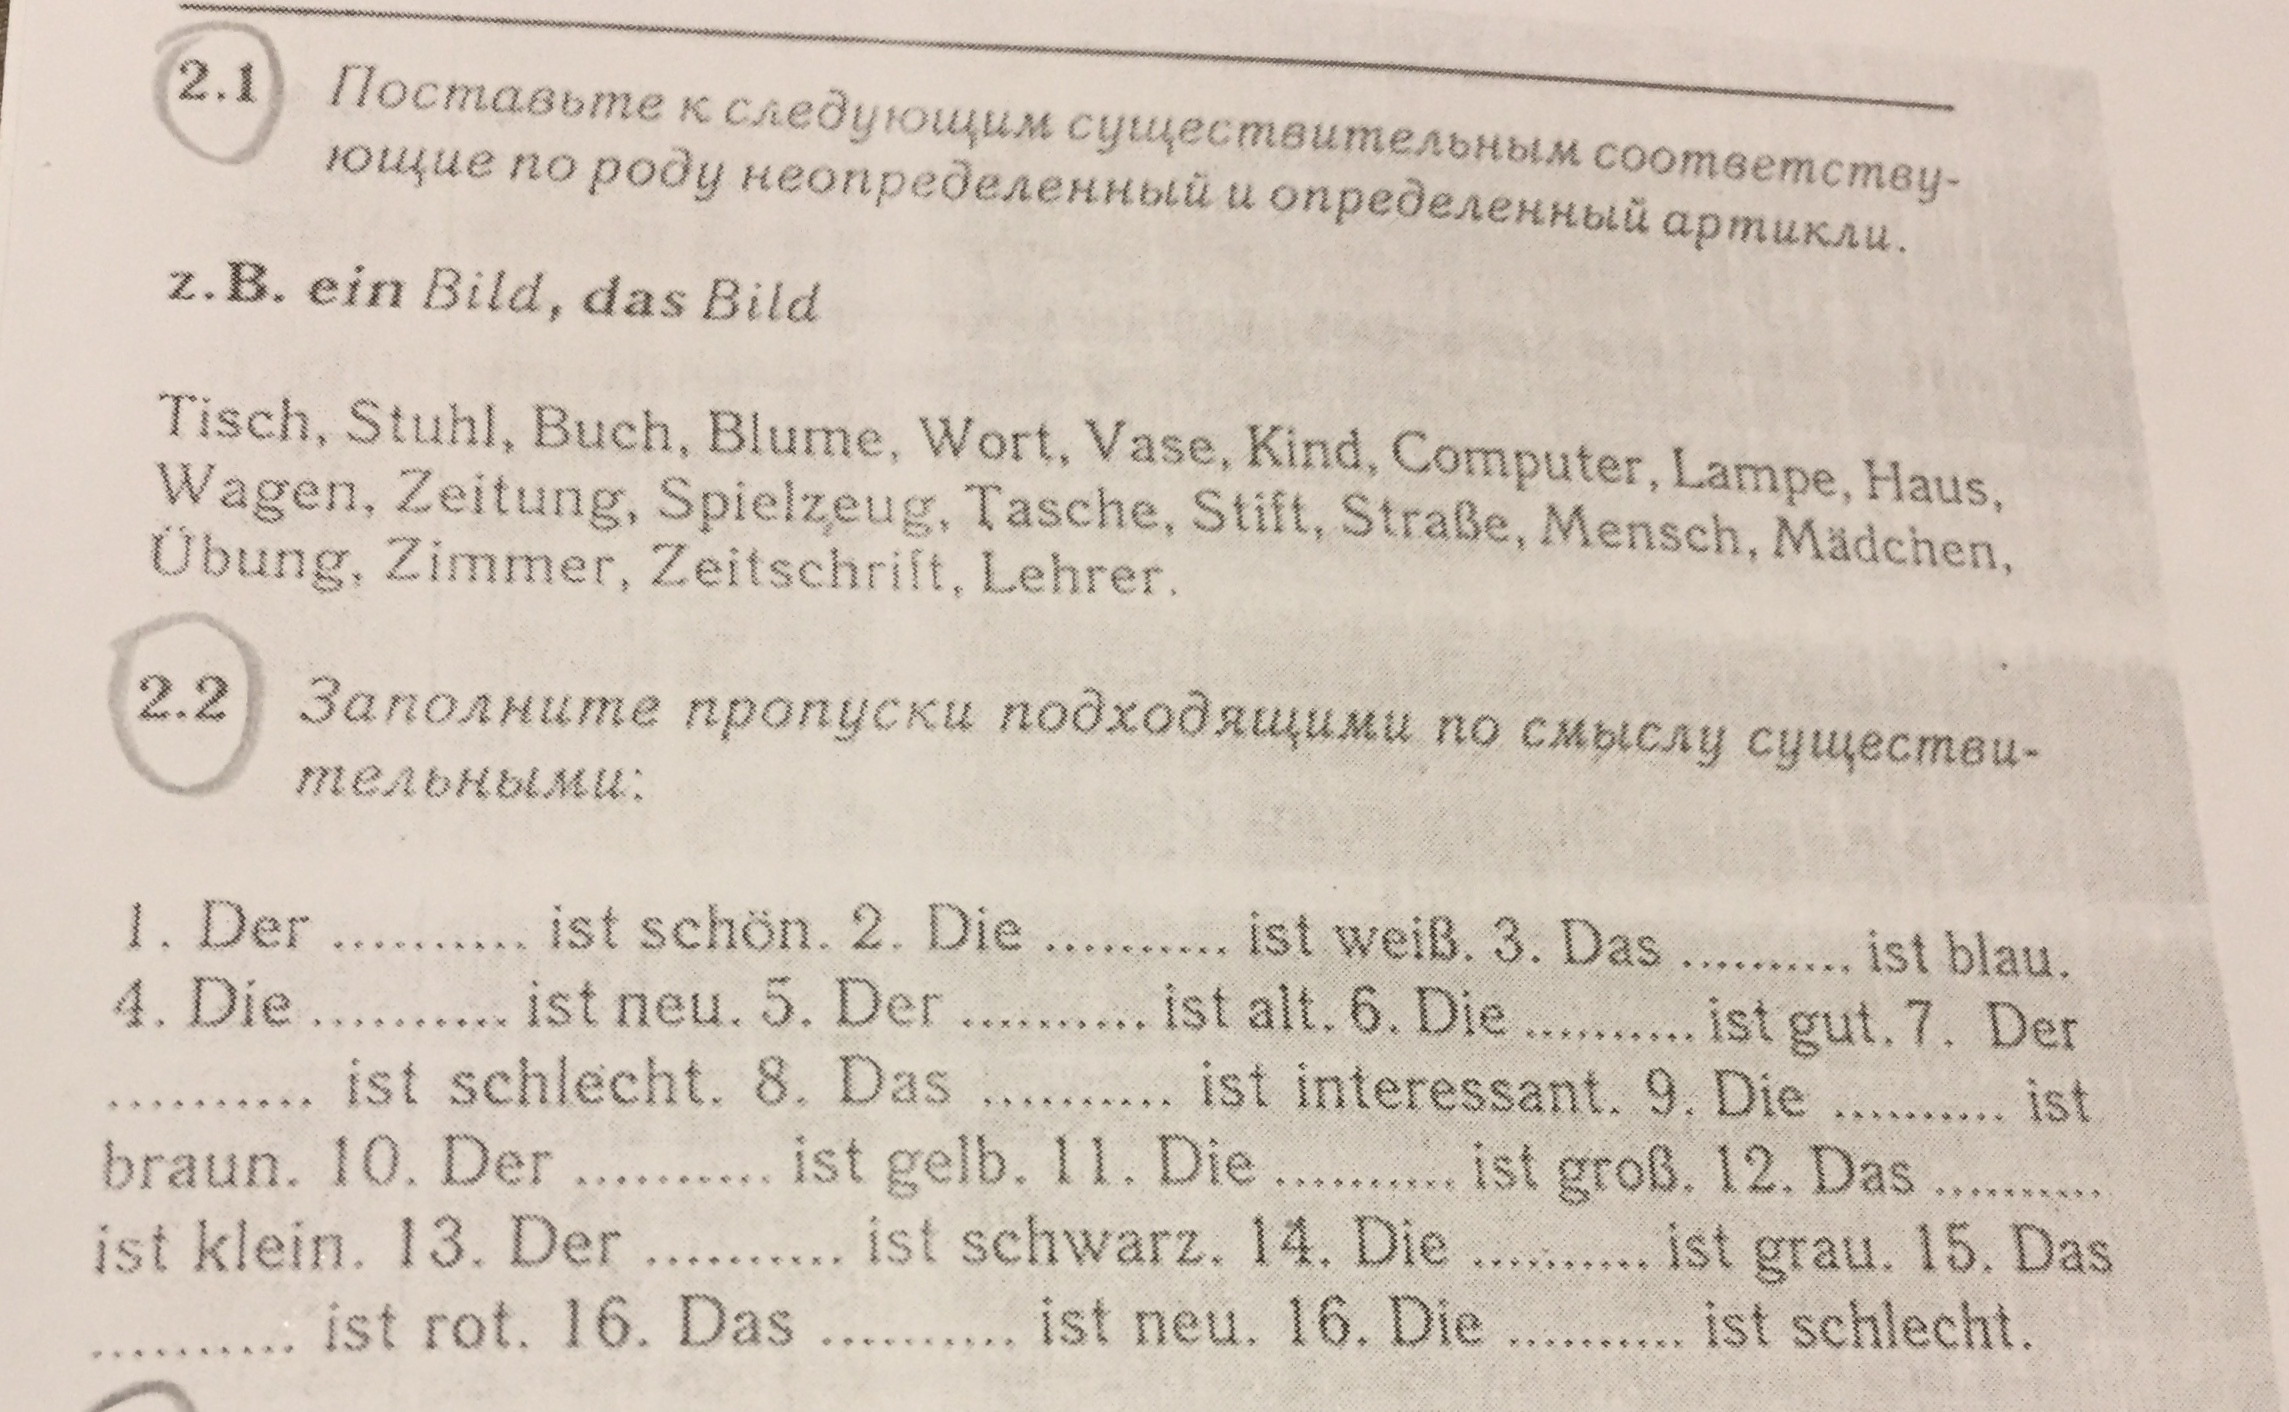 2.1 Поставьте к следующим существительным соответству-
ющие по роду неопределенный и определенный артикли.
z.B. ein Bild, das Bild
Tisch, Stuhl, Buch, Blume, Wort, Vase, Kind, Computer, Lampe, Haus,
Wagen, Zeitung, Spielzeug, Tasche, Stift, Straße, Mensch, Mädchen,
Übung, Zimmer, Zeitschrift, Lehrer.
2.2 Заполните пропуски подходящими по смыслу существи-
тельными:
1. Der .......... ist schön. 2. Die .......... ist weiß. 3. Das .......... ist blau.
4. Die .......... ist neu. 5. Der .......... ist alt. 6. Die .......... ist gut. 7. Der
.......... ist schlecht. 8. Das .......... ist interessant. 9. Die .......... ist
braun. 10. Der .......... ist gelb. 11. Die .......... ist groß. 12. Das ..........
ist klein. 13. Der .......... ist schwarz. 14. Die .......... ist grau. 15. Das
.......... ist rot. 16. Das .......... ist neu. 16. Die .......... ist schlecht.